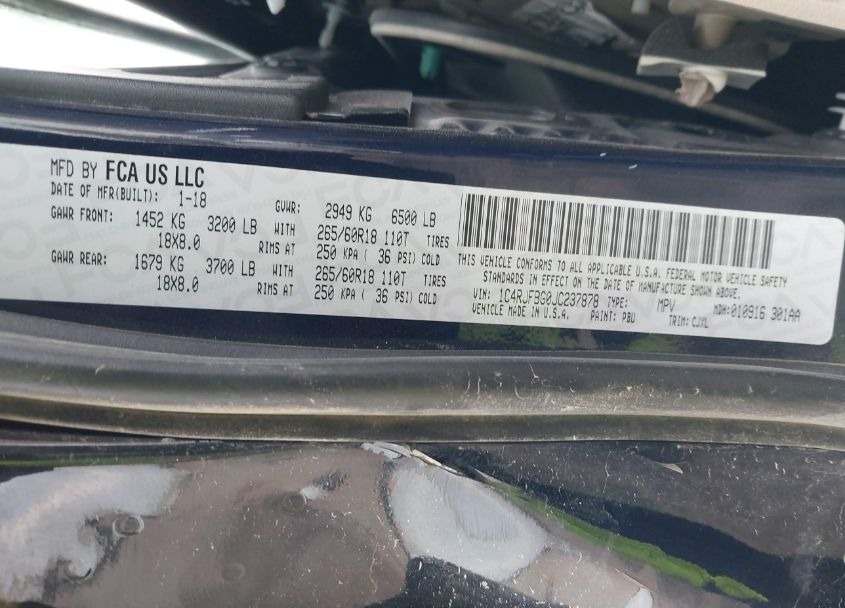 MFD BY FCA US LLC
DATE OF MFR(BUILT): 1-18 GVWR: 2949 KG 6500 LB
GAWR FRONT: 1452 KG 3200 LB WITH 265/60R18 110T TIRES
18X8.0 RIMS AT 250 KPA ( 36 PSI) COLD
GAWR REAR: 1679 KG 3700 LB WITH 265/60R18 110T TIRES
18X8.0 RIMS AT 250 KPA ( 36 PSI) COLD
THIS VEHICLE CONFORMS TO ALL APPLICABLE U.S.A. FEDERAL MOTOR VEHICLE SAFETY
STANDARDS IN EFFECT ON THE DATE OF MANUFACTURE SHOWN ABOVE.
VIN: 1C4RJFBG0JC237878 TYPE: MPV MDH: 010916 301AA
VEHICLE MADE IN U.S.A. PAINT: PBU TRIM: CJXL